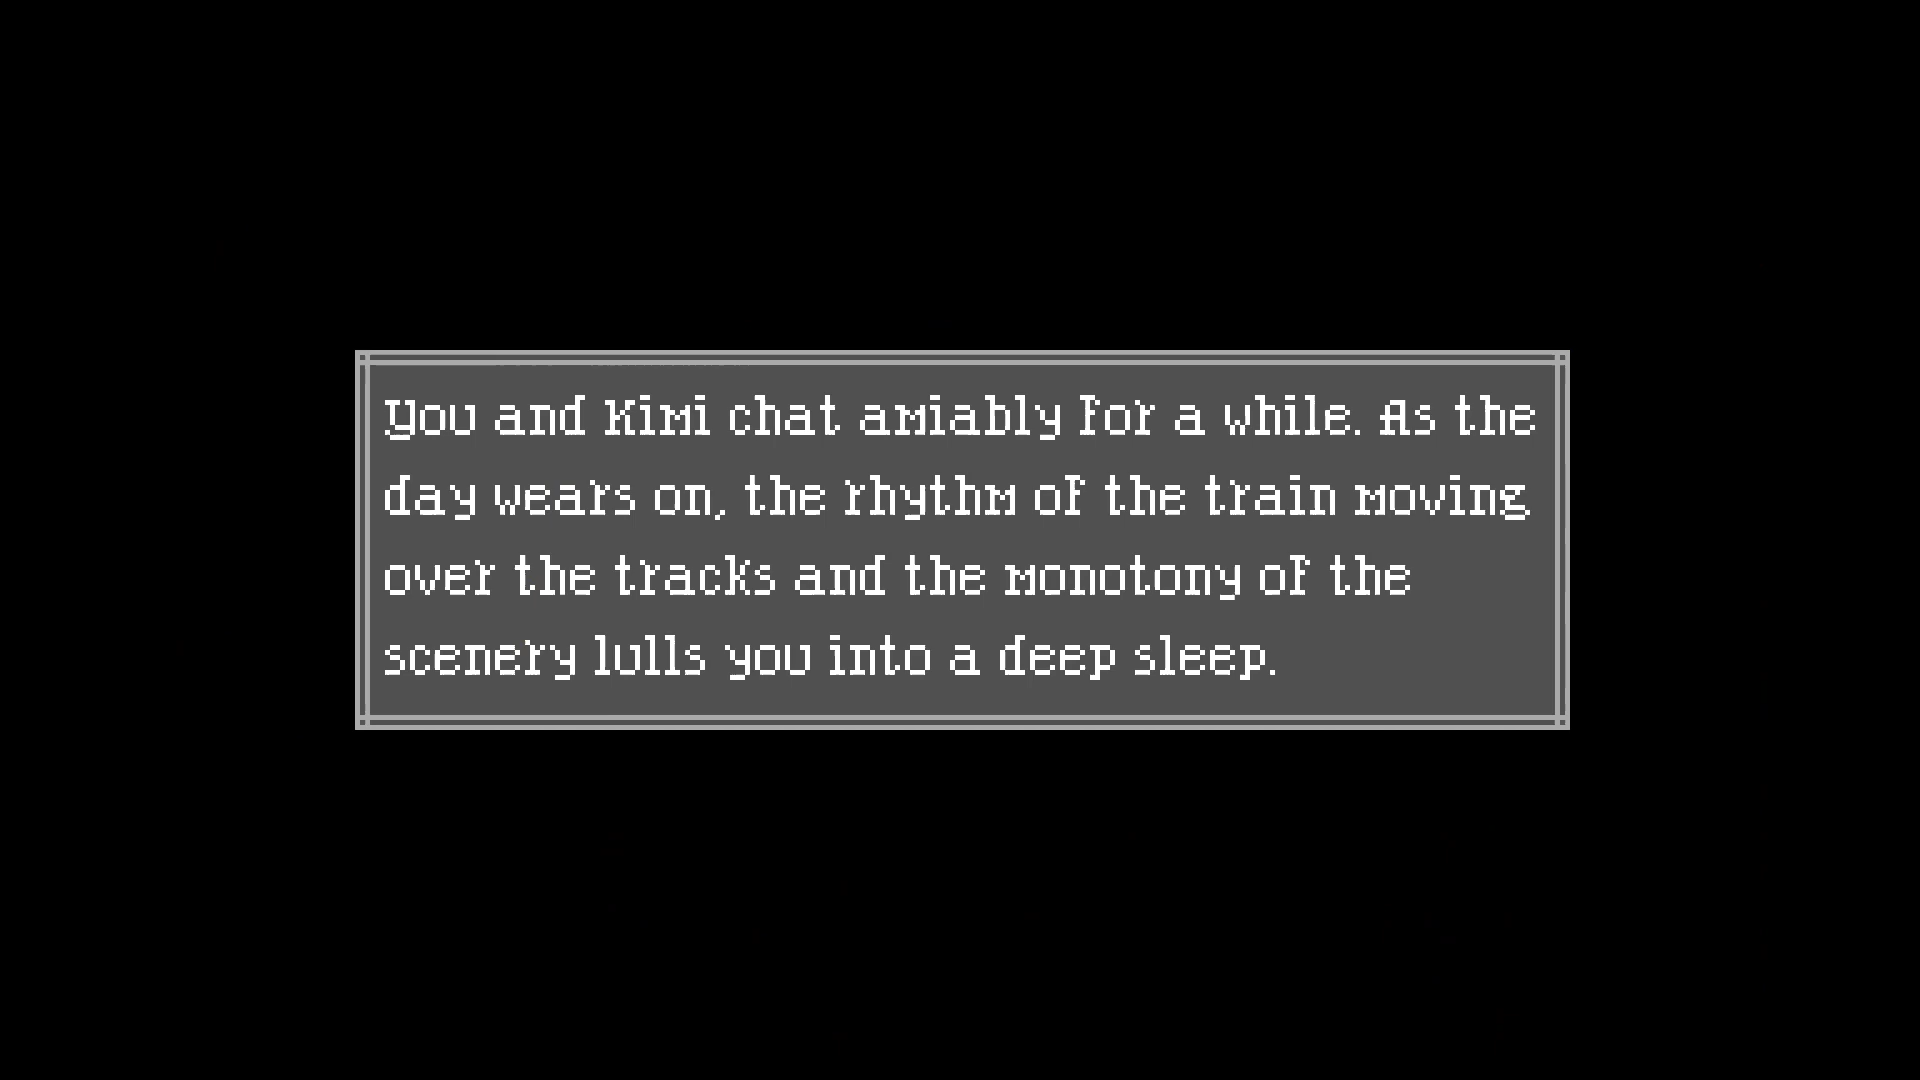 You and Kimi chat amiably for a while. As the
day wears on, the rhythm of the train moving
over the tracks and the monotony of the
scenery lulls you into a deep sleep.